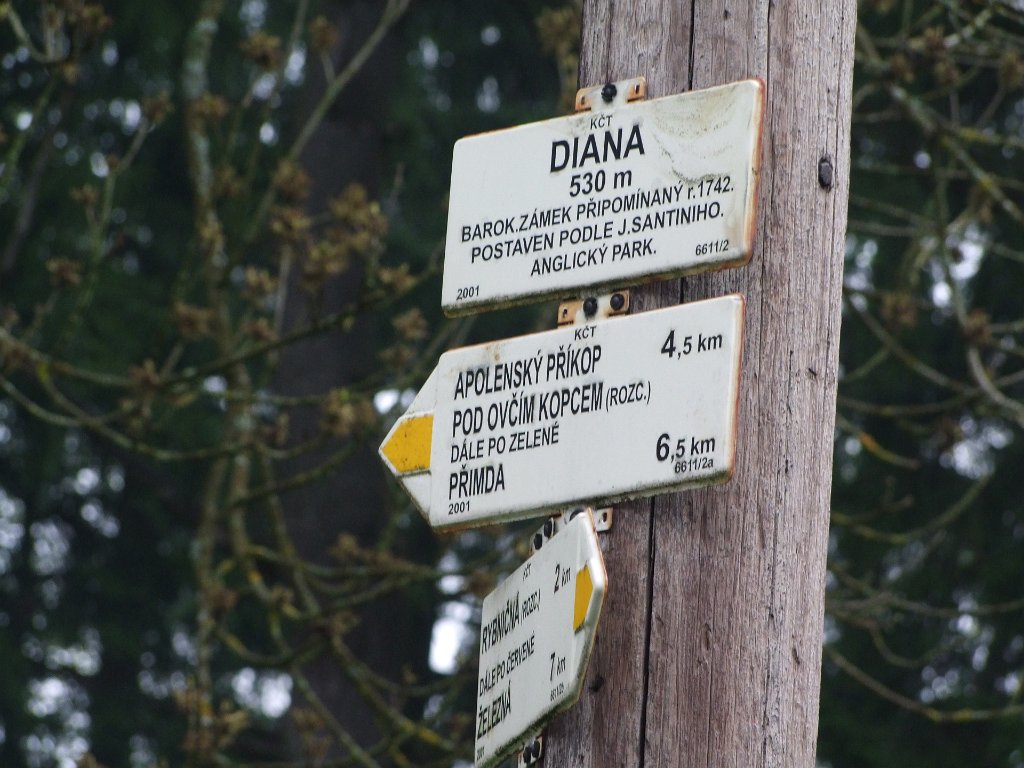 KČT
DIANA
530 m
BAROK.ZÁMEK PŘIPOMÍNANÝ r.1742.
POSTAVEN PODLE J.SANTINIHO.
ANGLICKÝ PARK.
2001 6611/2
KČT
APOLENSKÝ PŘÍKOP 4,5 km
POD OVČÍM KOPCEM (ROZC.)
DÁLE PO ZELENÉ
PŘIMDA 6,5 km
2001 6611/2a
KČT
RYBNIČNÁ (ROZC.) 2 km
DÁLE PO ČERVENÉ
ŽELEZNÁ 7 km
2001